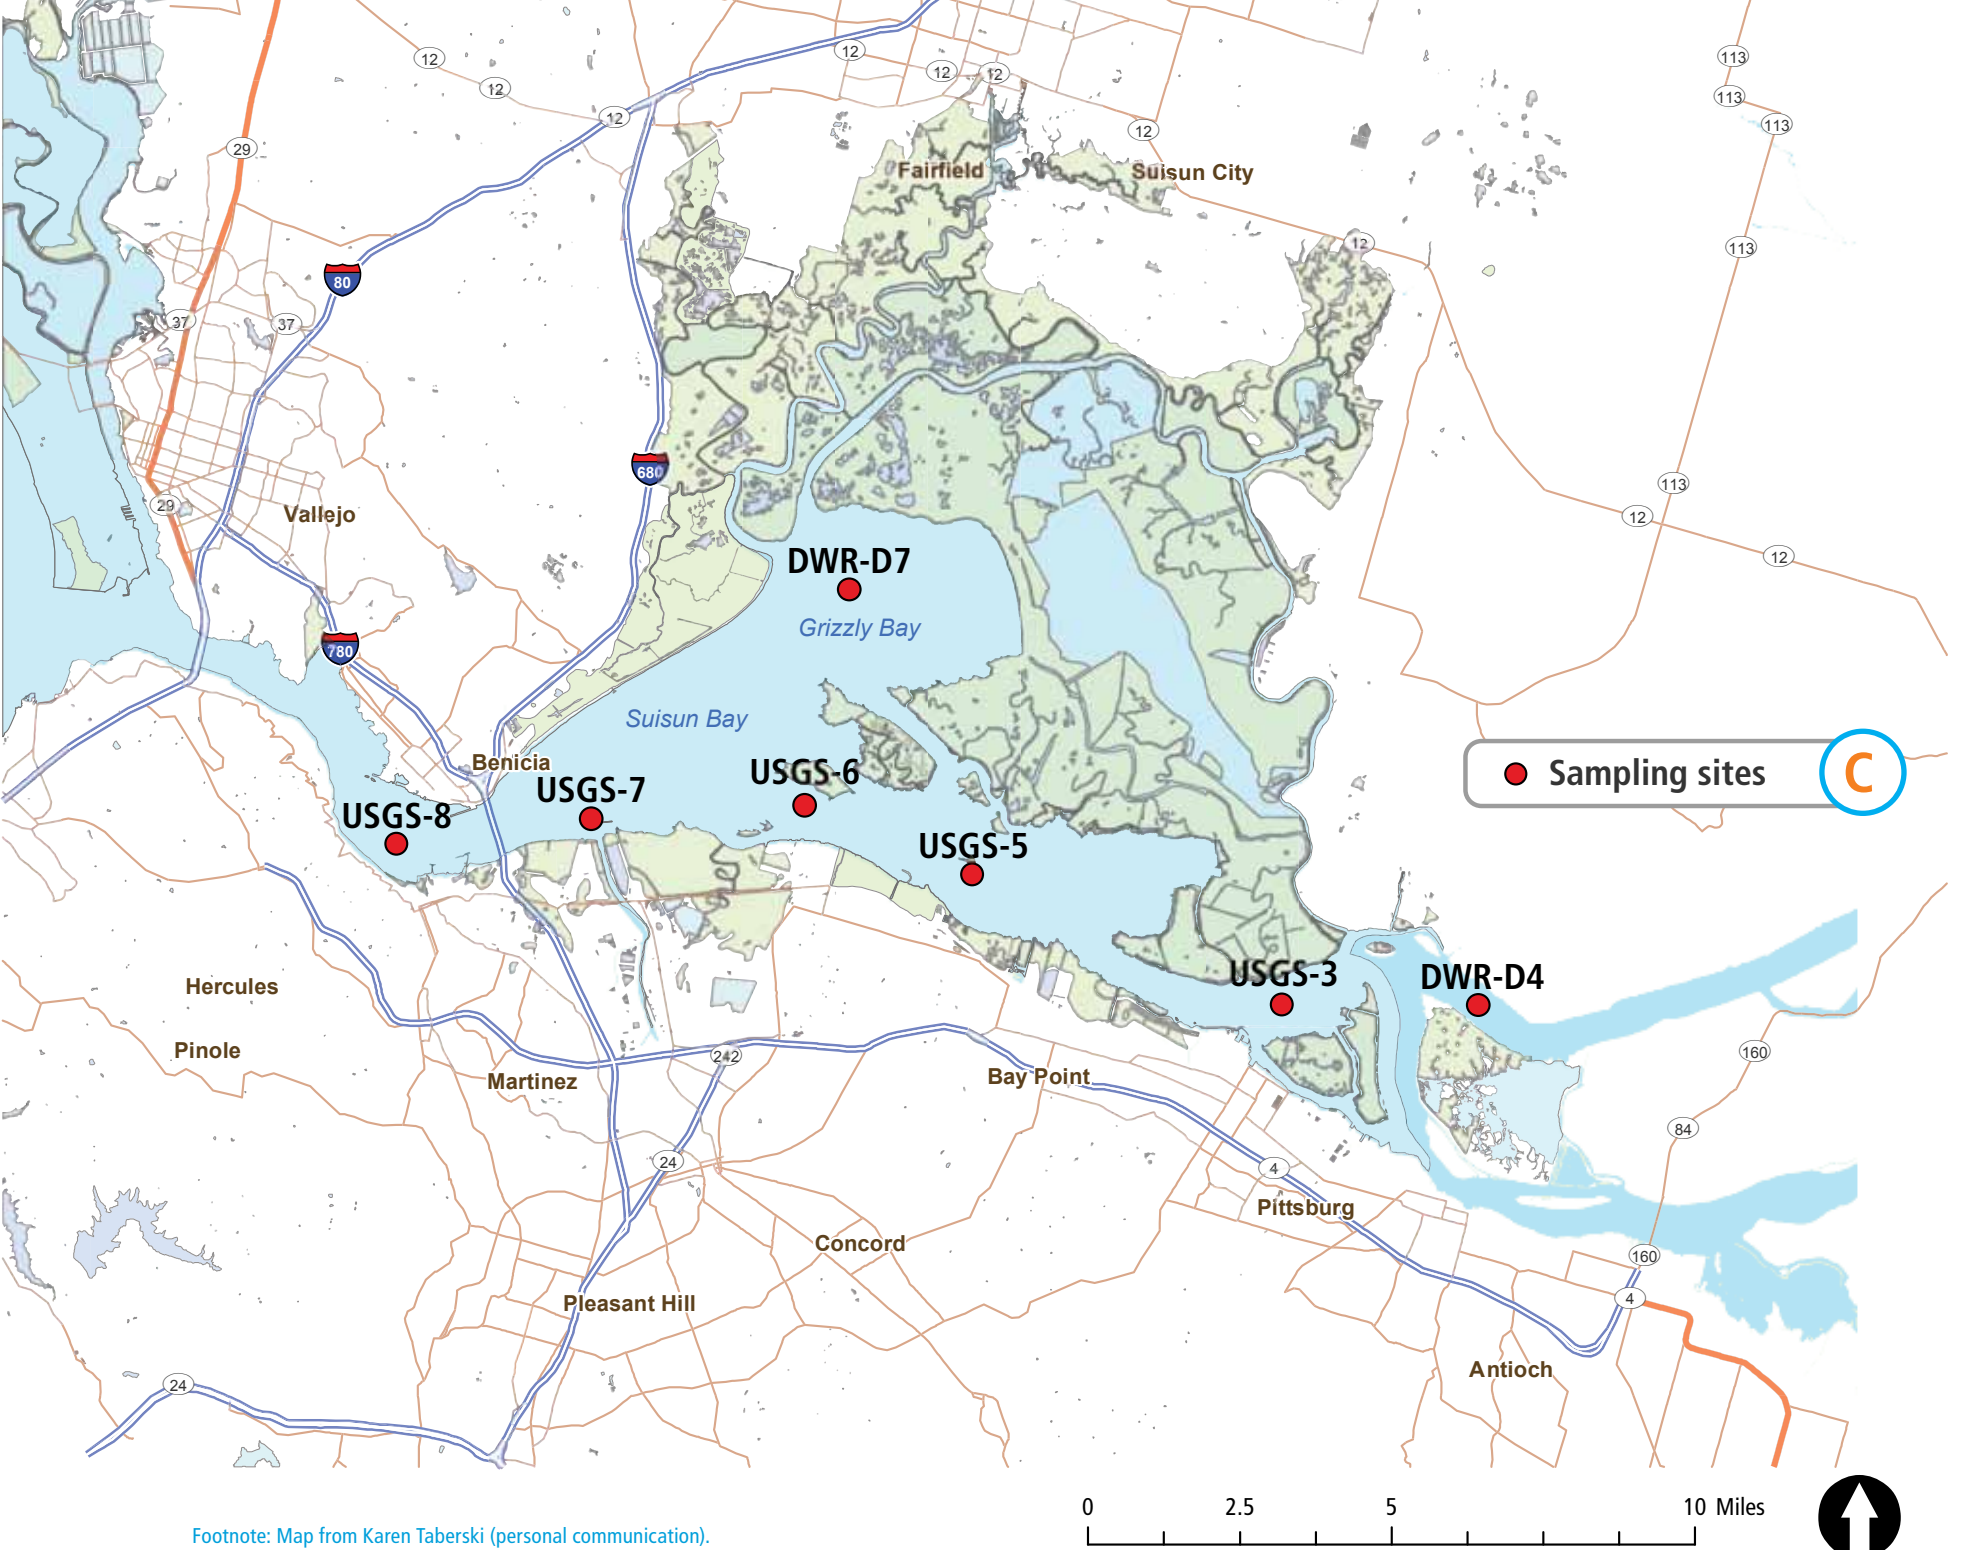 12
12
12
12
12
12
12
113
113
113
29
Fairfield
Suisun City
12
113
80
37
37
680
29
Vallejo
113
12
12
DWR-D7
Grizzly Bay
780
Suisun Bay
Benicia
USGS-6
USGS-7
USGS-8
USGS-5
Sampling sites
C
USGS-3
DWR-D4
Hercules
Pinole
Martinez
242
Bay Point
160
84
24
4
Pittsburg
Concord
160
4
Pleasant Hill
Antioch
24
0 2.5 5 10 Miles
Footnote: Map from Karen Taberski (personal communication).